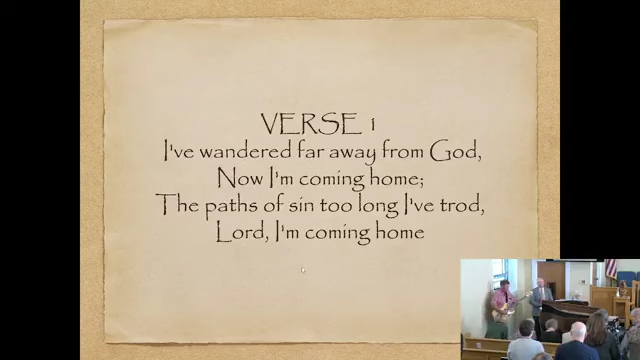 VERSE 1
I've wandered far away from God,
Now I'm coming home;
The paths of sin too long I've trod,
Lord, I'm coming home